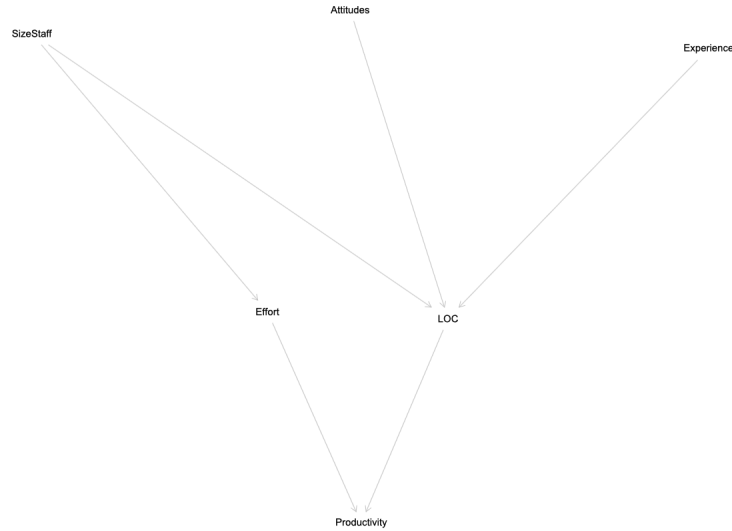 Attitudes
SizeStaff
Experience
Effort
LOC
Productivity